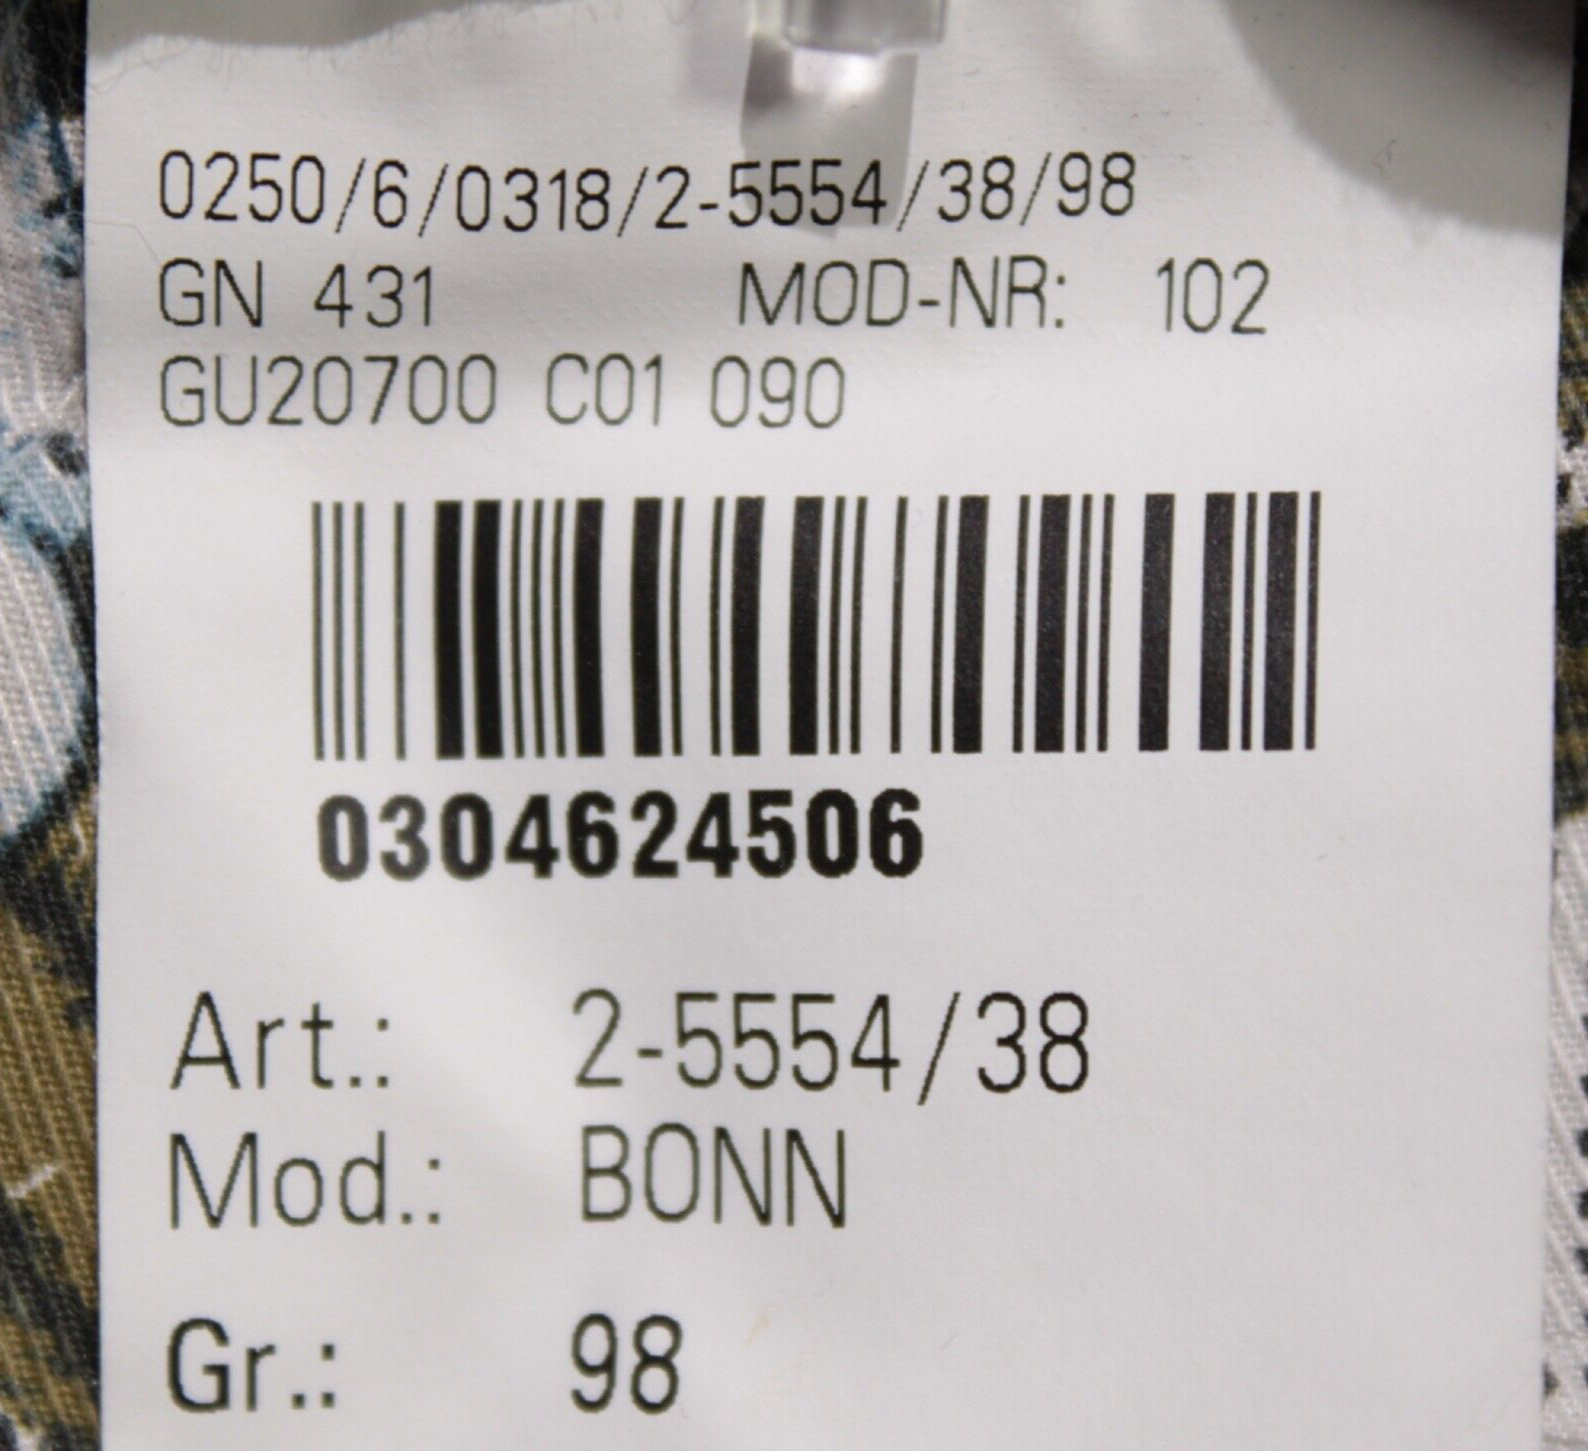 0250/6/0318/2-5554/38/98
GN 431 MOD-NR: 102
GU20700 C01 090
0304624506
Art.: 2-5554/38
Mod.: BONN
Gr.: 98